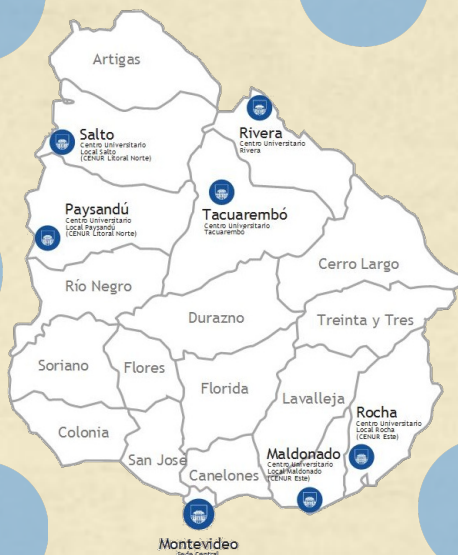 Artigas
Salto
Centro Universitario
Local Salto
(CENUR Litoral Norte)
Rivera
Centro Universitario
Rivera
Paysandú
Centro Universitario
Local Paysandú
(CENUR Litoral Norte)
Tacuarembó
Centro Universitario
Tacuarembó
Cerro Largo
Río Negro
Durazno
Treinta y Tres
Soriano
Flores
Florida
Lavalleja
Rocha
Centro Universitario
Local Rocha
(CENUR Este)
Colonia
San José
Canelones
Maldonado
Centro Universitario
Local Maldonado
(CENUR Este)
Montevideo
Sede Central